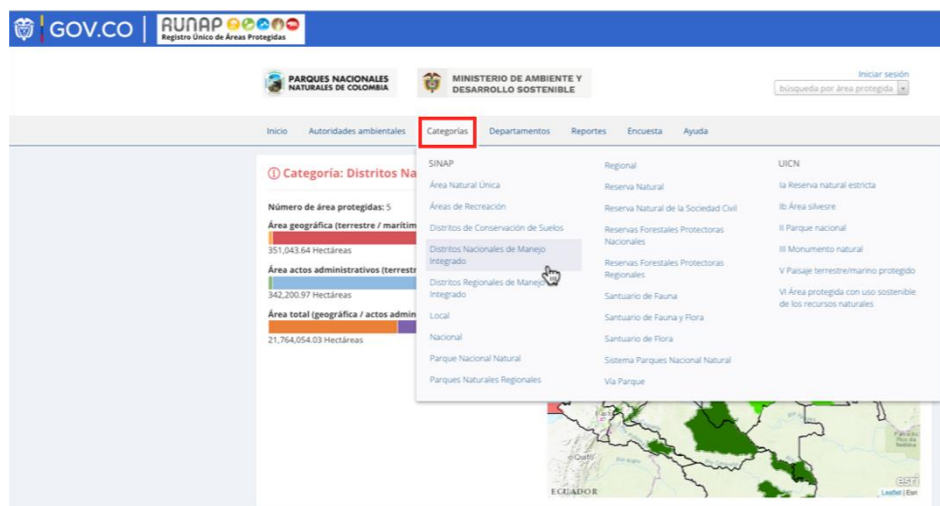 GOV.CO
RUNAP
Registro Único de Áreas Protegidas
PARQUES NACIONALES
NATURALES DE COLOMBIA
MINISTERIO DE AMBIENTE Y
DESARROLLO SOSTENIBLE
Iniciar sesión
búsqueda por área protegida
Inicio Autoridades ambientales Categorías Departamentos Reportes Encuesta Ayuda
Categoría: Distritos Na
Número de área protegidas: 5
Área geográfica (terrestre / marítim
351,043.64 Hectáreas
Área actos administrativos (terrestr
342,200.97 Hectáreas
Área total (geográfica / actos admin
21,764,054.03 Hectáreas
SINAP
Área Natural Única
Áreas de Recreación
Distritos de Conservación de Suelos
Distritos Nacionales de Manejo
Integrado
Distritos Regionales de Manejo
Integrado
Local
Nacional
Parque Nacional Natural
Parques Naturales Regionales
Regional
Reserva Natural
Reserva Natural de la Sociedad Civil
Reservas Forestales Protectoras
Nacionales
Reservas Forestales Protectoras
Regionales
Santuario de Fauna
Santuario de Fauna y Flora
Santuario de Flora
Sistema Parques Nacional Natural
Vía Parque
UICN
Ia Reserva natural estricta
Ib Área silvesre
II Parque nacional
III Monumento natural
V Paisaje terrestre/marino protegido
VI Área protegida con uso sostenible
de los recursos naturales
Quito
ECUADOR
esri
Leaflet | Esri